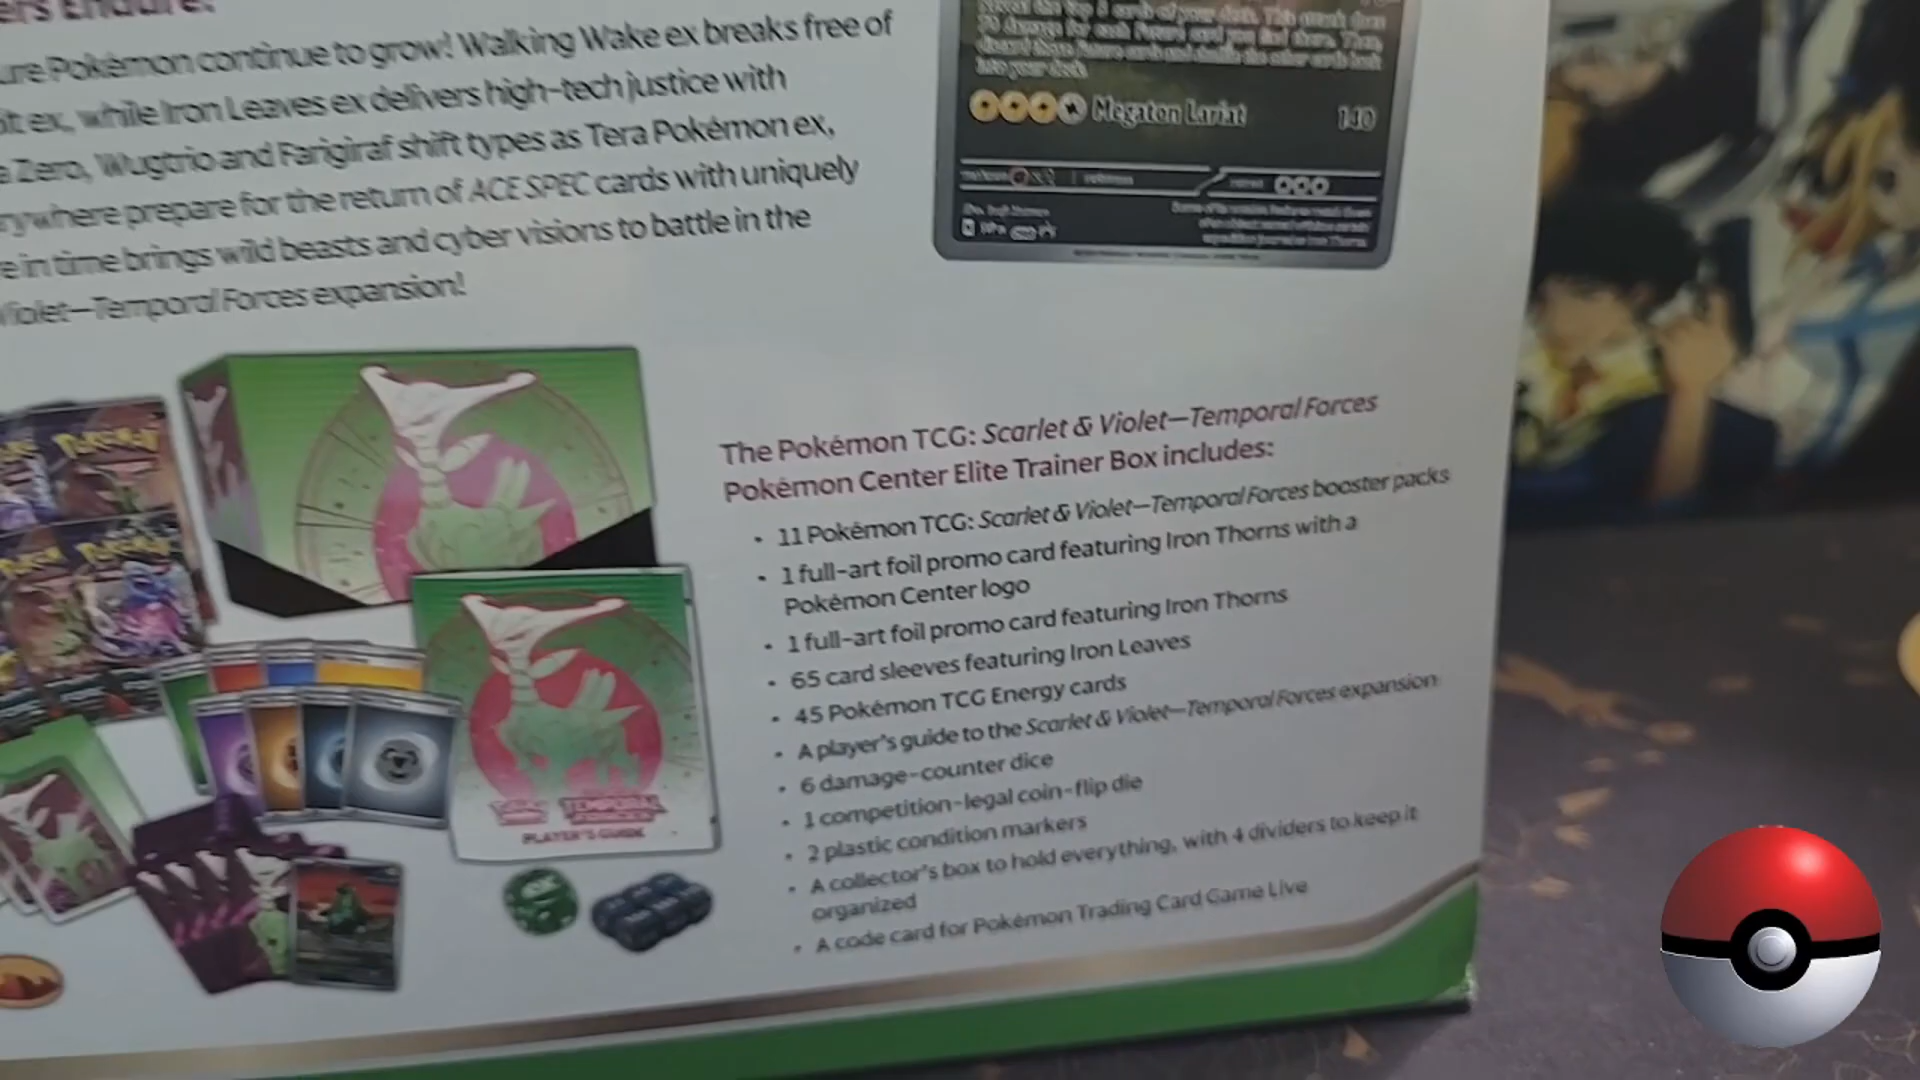 ure Pokémon continue to grow! Walking Wake ex breaks free of
ex, while Iron Leaves ex delivers high-tech justice with
Zero, Wugtrio and Farigiraf shift types as Tera Pokémon ex,
rywhere prepare for the return of ACE SPEC cards with uniquely
e in time brings wild beasts and cyber visions to battle in the
Violet—Temporal Forces expansion!
Megaton Lariat 140
The Pokémon TCG: Scarlet & Violet—Temporal Forces
Pokémon Center Elite Trainer Box includes:
• 11 Pokémon TCG: Scarlet & Violet—Temporal Forces booster packs
• 1 full-art foil promo card featuring Iron Thorns with a
Pokémon Center logo
• 1 full-art foil promo card featuring Iron Thorns
• 65 card sleeves featuring Iron Leaves
• 45 Pokémon TCG Energy cards
• A player's guide to the Scarlet & Violet—Temporal Forces expansion
• 6 damage-counter dice
• 1 competition-legal coin-flip die
• 2 plastic condition markers
• A collector's box to hold everything, with 4 dividers to keep it
organized
• A code card for Pokémon Trading Card Game Live
Pokémon
TEMPORAL
FORCES
PLAYER'S GUIDE